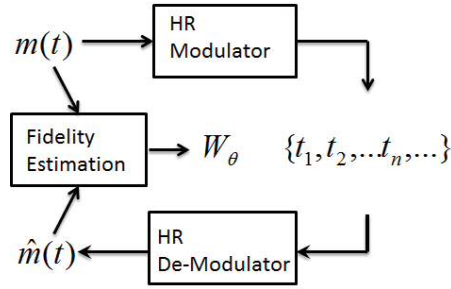 m(t)
HR
Modulator
Fidelity
Estimation
W_θ
{t_1, t_2, ...t_n, ...}
m̂(t)
HR
De-Modulator